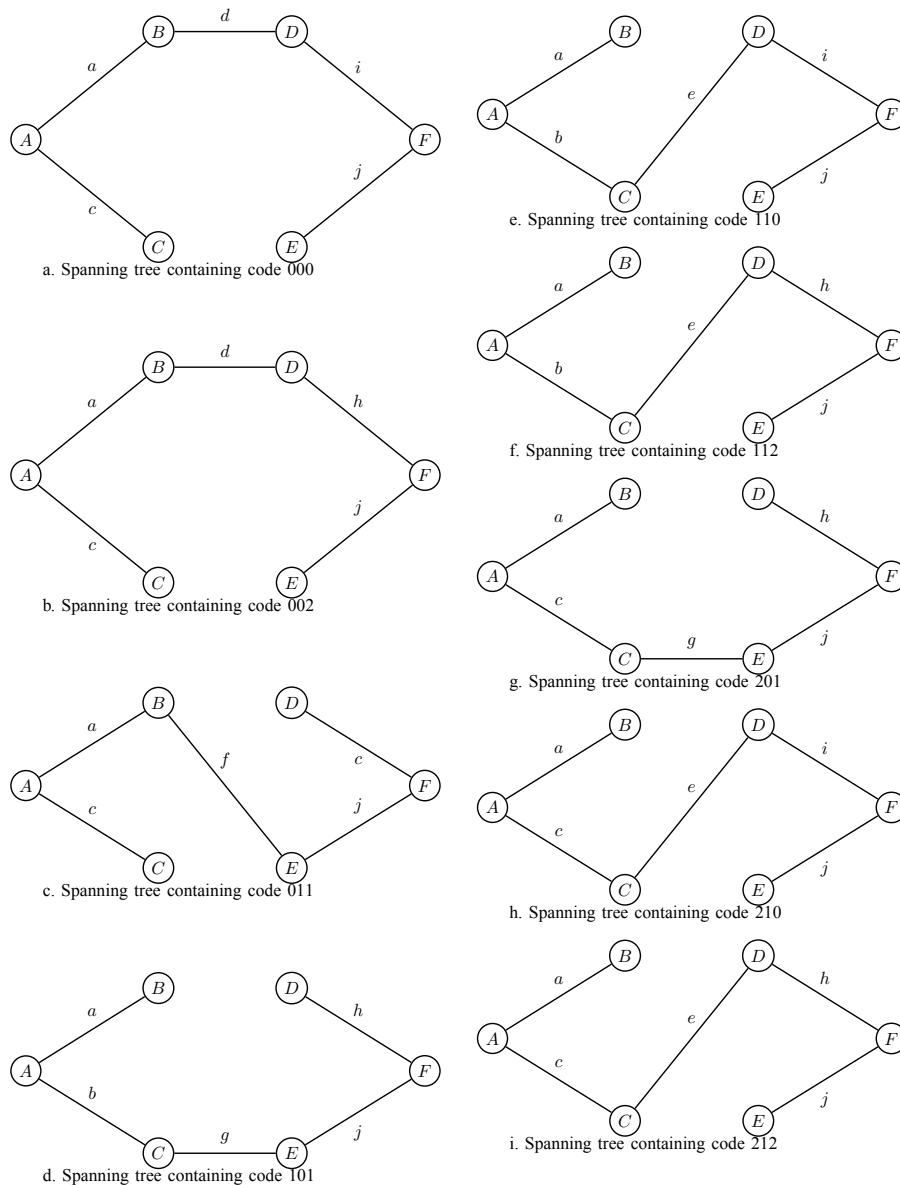 B
d
D
a
i
A
F
c
j
C
E
a. Spanning tree containing code 000
B
d
D
a
h
A
F
c
j
C
E
b. Spanning tree containing code 002
B
D
a
f
c
A
F
c
j
C
E
c. Spanning tree containing code 011
B
D
a
h
A
F
b
g
j
C
E
d. Spanning tree containing code 101
B
D
a
e
i
A
F
b
j
C
E
e. Spanning tree containing code 110
B
D
a
e
h
A
F
b
j
C
E
f. Spanning tree containing code 112
B
D
a
h
A
F
c
g
j
C
E
g. Spanning tree containing code 201
B
D
a
e
i
A
F
c
j
C
E
h. Spanning tree containing code 210
B
D
a
e
h
A
F
c
j
C
E
i. Spanning tree containing code 212